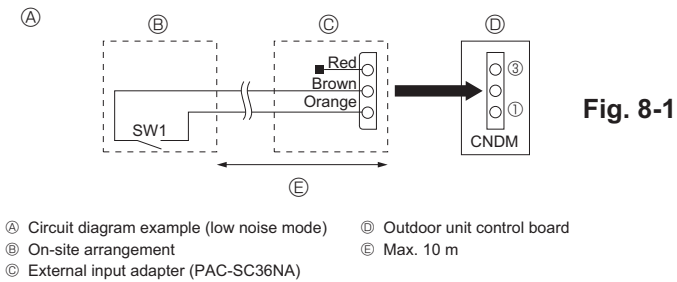 Ⓐ
Ⓑ
Ⓒ
Ⓓ
Red
Brown
Orange
③
①
SW1
CNDM
Fig. 8-1
Ⓔ
Ⓐ Circuit diagram example (low noise mode)
Ⓑ On-site arrangement
Ⓒ External input adapter (PAC-SC36NA)
Ⓓ Outdoor unit control board
Ⓔ Max. 10 m